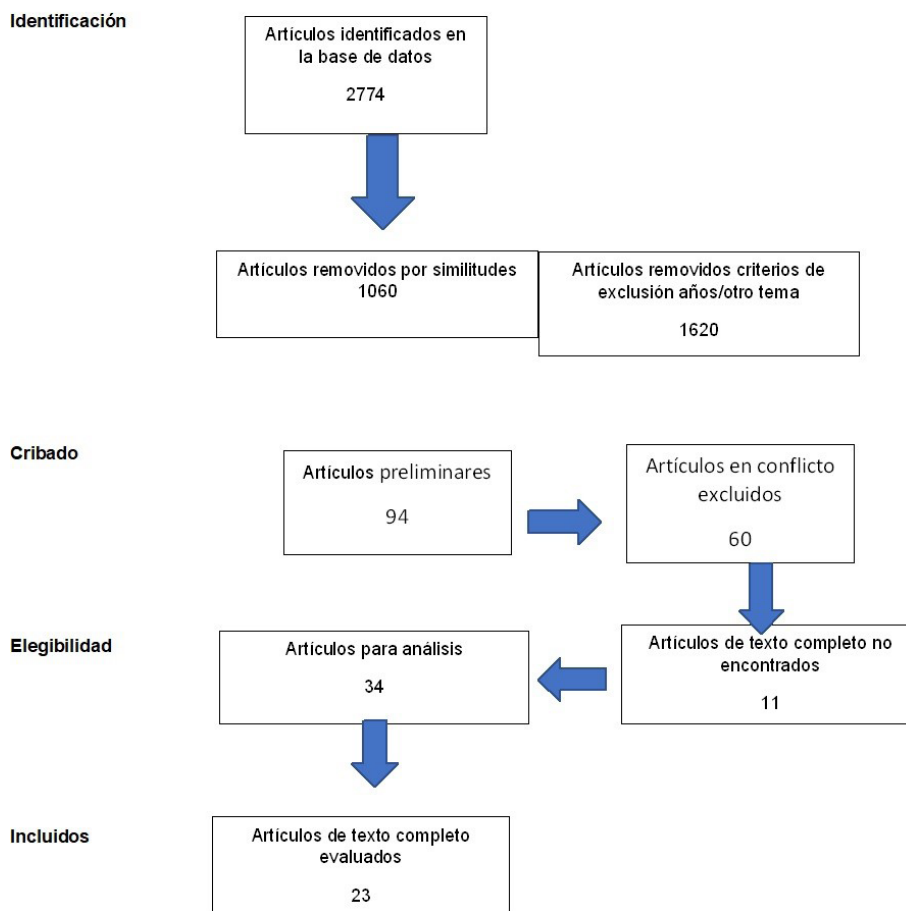 Identificación
Artículos identificados en
la base de datos
2774
Artículos removidos por similitudes
1060
Artículos removidos criterios de
exclusión años/otro tema
1620
Cribado
Artículos preliminares
94
Artículos en conflicto
excluidos
60
Elegibilidad
Artículos para análisis
34
Artículos de texto completo no
encontrados
11
Incluidos
Artículos de texto completo
evaluados
23